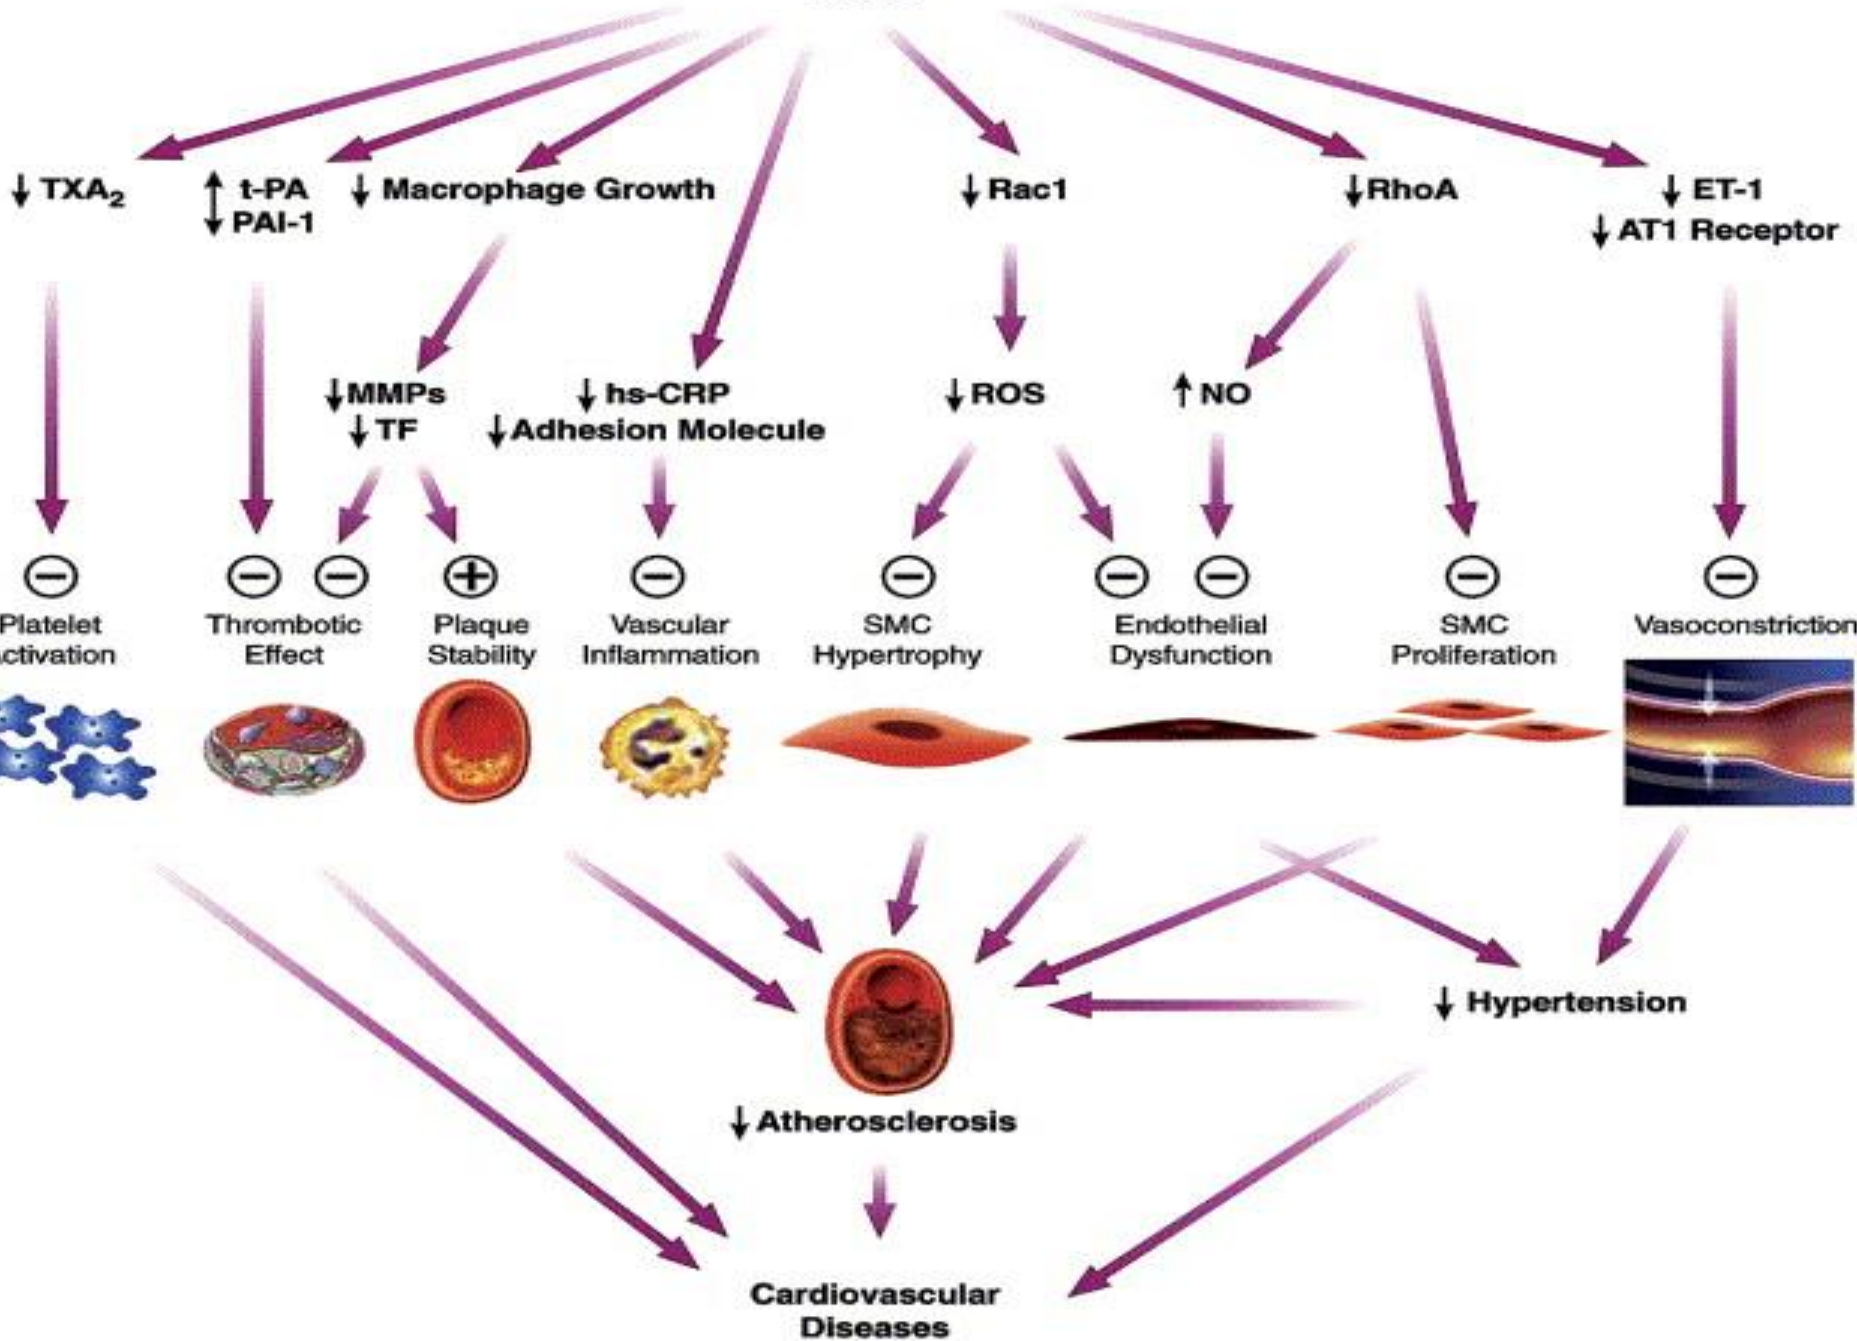 ↓ TXA₂
↑ t-PA
↓ PAI-1
↓ Macrophage Growth
↓ Rac1
↓RhoA
↓ ET-1
↓ AT1 Receptor
↓MMPs
↓ TF
↓ hs-CRP
↓Adhesion Molecule
↓ ROS
↑ NO
Platelet
ctivation
Thrombotic
Effect
Plaque
Stability
Vascular
Inflammation
SMC
Hypertrophy
Endothelial
Dysfunction
SMC
Proliferation
Vasoconstriction
↓ Hypertension
↓ Atherosclerosis
Cardiovascular
Diseases